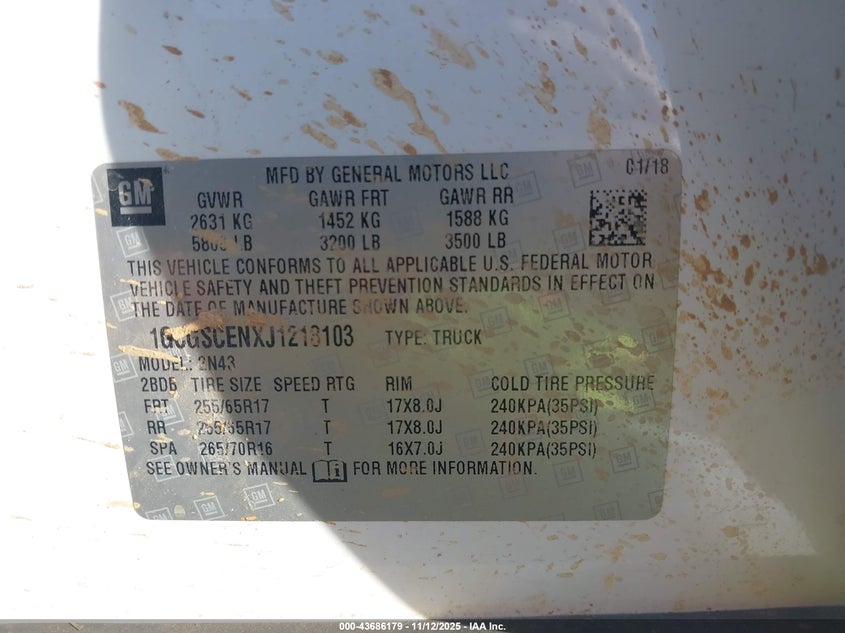 GM
MFD BY GENERAL MOTORS LLC
01/18
GVWR GAWR FRT GAWR RR
2631 KG 1452 KG 1588 KG
LB 3200 LB 3500 LB
THIS VEHICLE CONFORMS TO ALL APPLICABLE U.S. FEDERAL MOTOR
VEHICLE SAFETY AND THEFT PREVENTION STANDARDS IN EFFECT ON
THE DATE OF MANUFACTURE SHOWN ABOVE.
TYPE: TRUCK
MODEL: 2N43
2BD5 TIRE SIZE SPEED RTG RIM COLD TIRE PRESSURE
FRT 255/65R17 T 17X8.0J 240KPA(35PSI)
RR 255/65R17 T 17X8.0J 240KPA(35PSI)
SPA 265/70R16 T 16X7.0J 240KPA(35PSI)
SEE OWNER'S MANUAL FOR MORE INFORMATION.
000-43686179 - 11/12/2025 - IAA Inc.